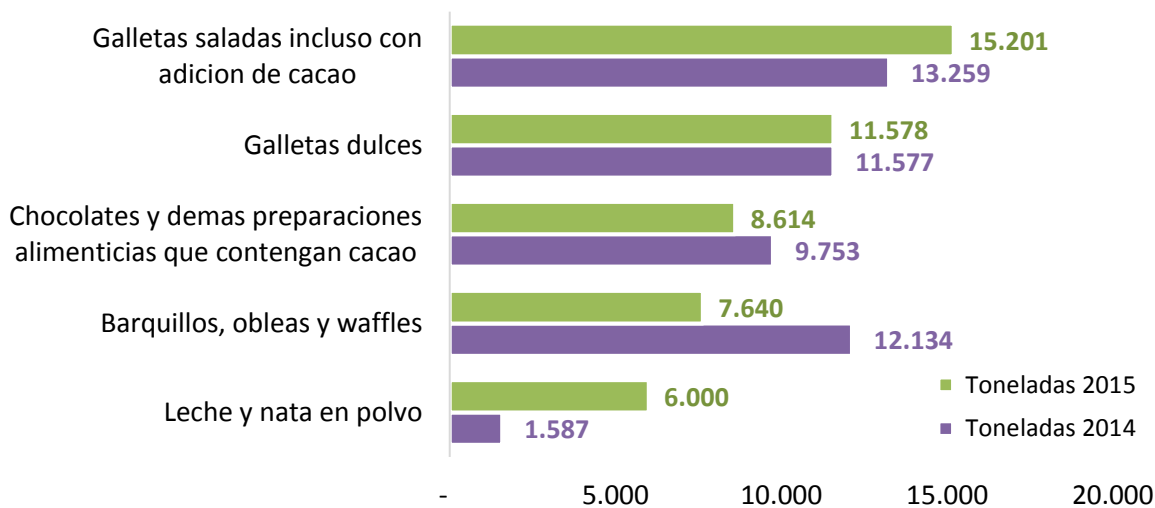 Galletas saladas incluso con
adicion de cacao
15.201
13.259
Galletas dulces
11.578
11.577
Chocolates y demas preparaciones
alimenticias que contengan cacao
8.614
9.753
Barquillos, obleas y waffles
7.640
12.134
Leche y nata en polvo
6.000
1.587
Toneladas 2015
Toneladas 2014
- 5.000 10.000 15.000 20.000